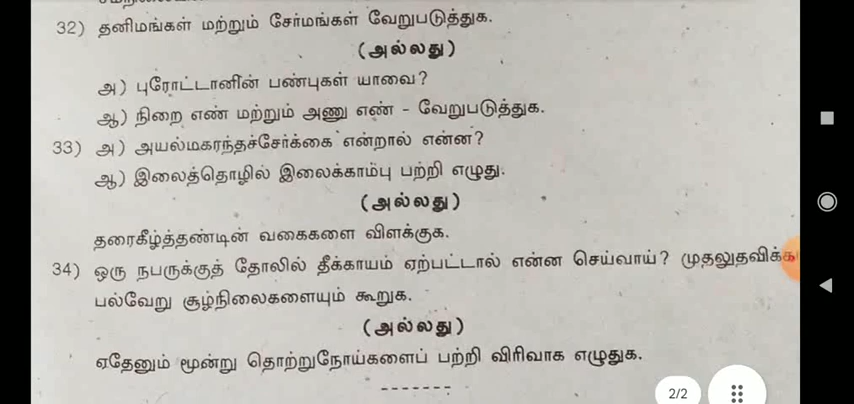 32) தனிமங்கள் மற்றும் சேர்மங்கள் வேறுபடுத்துக.
(அல்லது)
அ) புரோட்டானின் பண்புகள் யாவை?
ஆ) நிறை எண் மற்றும் அணு எண் - வேறுபடுத்துக.
33) அ) அயல்மகரந்தச்சேர்க்கை என்றால் என்ன?
ஆ) இலைத்தொழில் இலைக்காம்பு பற்றி எழுது.
(அல்லது)
தரைகீழ்த்தண்டின் வகைகளை விளக்குக.
34) ஒரு நபருக்குத் தோலில் தீக்காயம் ஏற்பட்டால் என்ன செய்வாய்? முதலுதவிக்க
பல்வேறு சூழ்நிலைகளையும் கூறுக.
(அல்லது)
ஏதேனும் மூன்று தொற்றுநோய்களைப் பற்றி விரிவாக எழுதுக.
-------
2/2